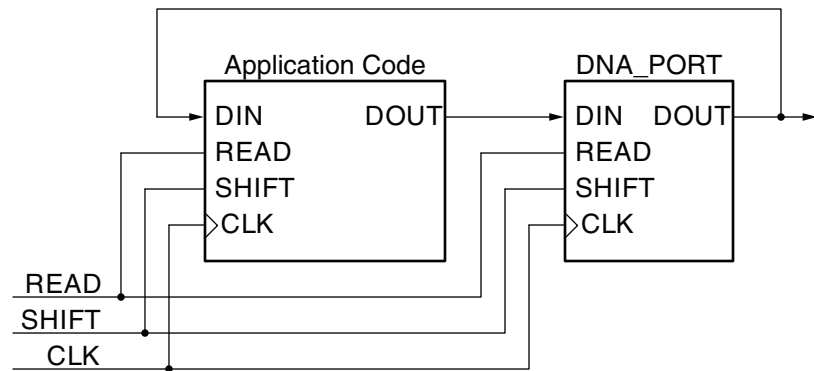 Application Code
DNA_PORT
DIN DOUT
READ
SHIFT
CLK
DIN DOUT
READ
SHIFT
CLK
READ
SHIFT
CLK